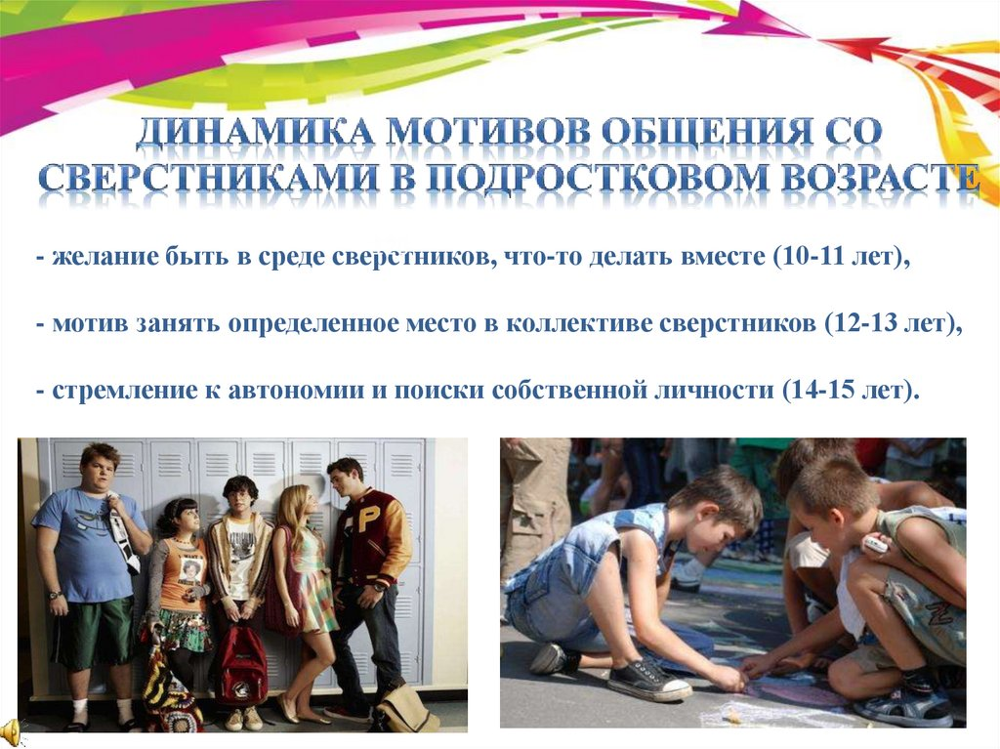 ДИНАМИКА МОТИВОВ ОБЩЕНИЯ СО
СВЕРСТНИКАМИ В ПОДРОСТКОВОМ ВОЗРАСТЕ
- желание быть в среде сверстников, что-то делать вместе (10-11 лет),
- мотив занять определенное место в коллективе сверстников (12-13 лет),
- стремление к автономии и поиски собственной личности (14-15 лет).
P